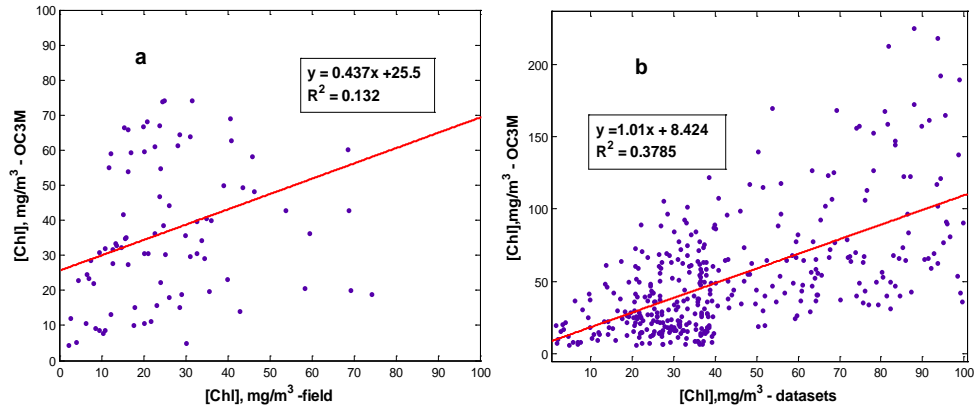 a
y = 0.437x +25.5
R² = 0.132
[Chl], mg/m³ - OC3M
100
90
80
70
60
50
40
30
20
10
0
0 10 20 30 40 50 60 70 80 90 100
[Chl], mg/m³ -field
b
y =1.01x + 8.424
R² = 0.3785
[Chl],mg/m³ - OC3M
200
150
100
50
0
10 20 30 40 50 60 70 80 90 100
[Chl],mg/m³ - datasets